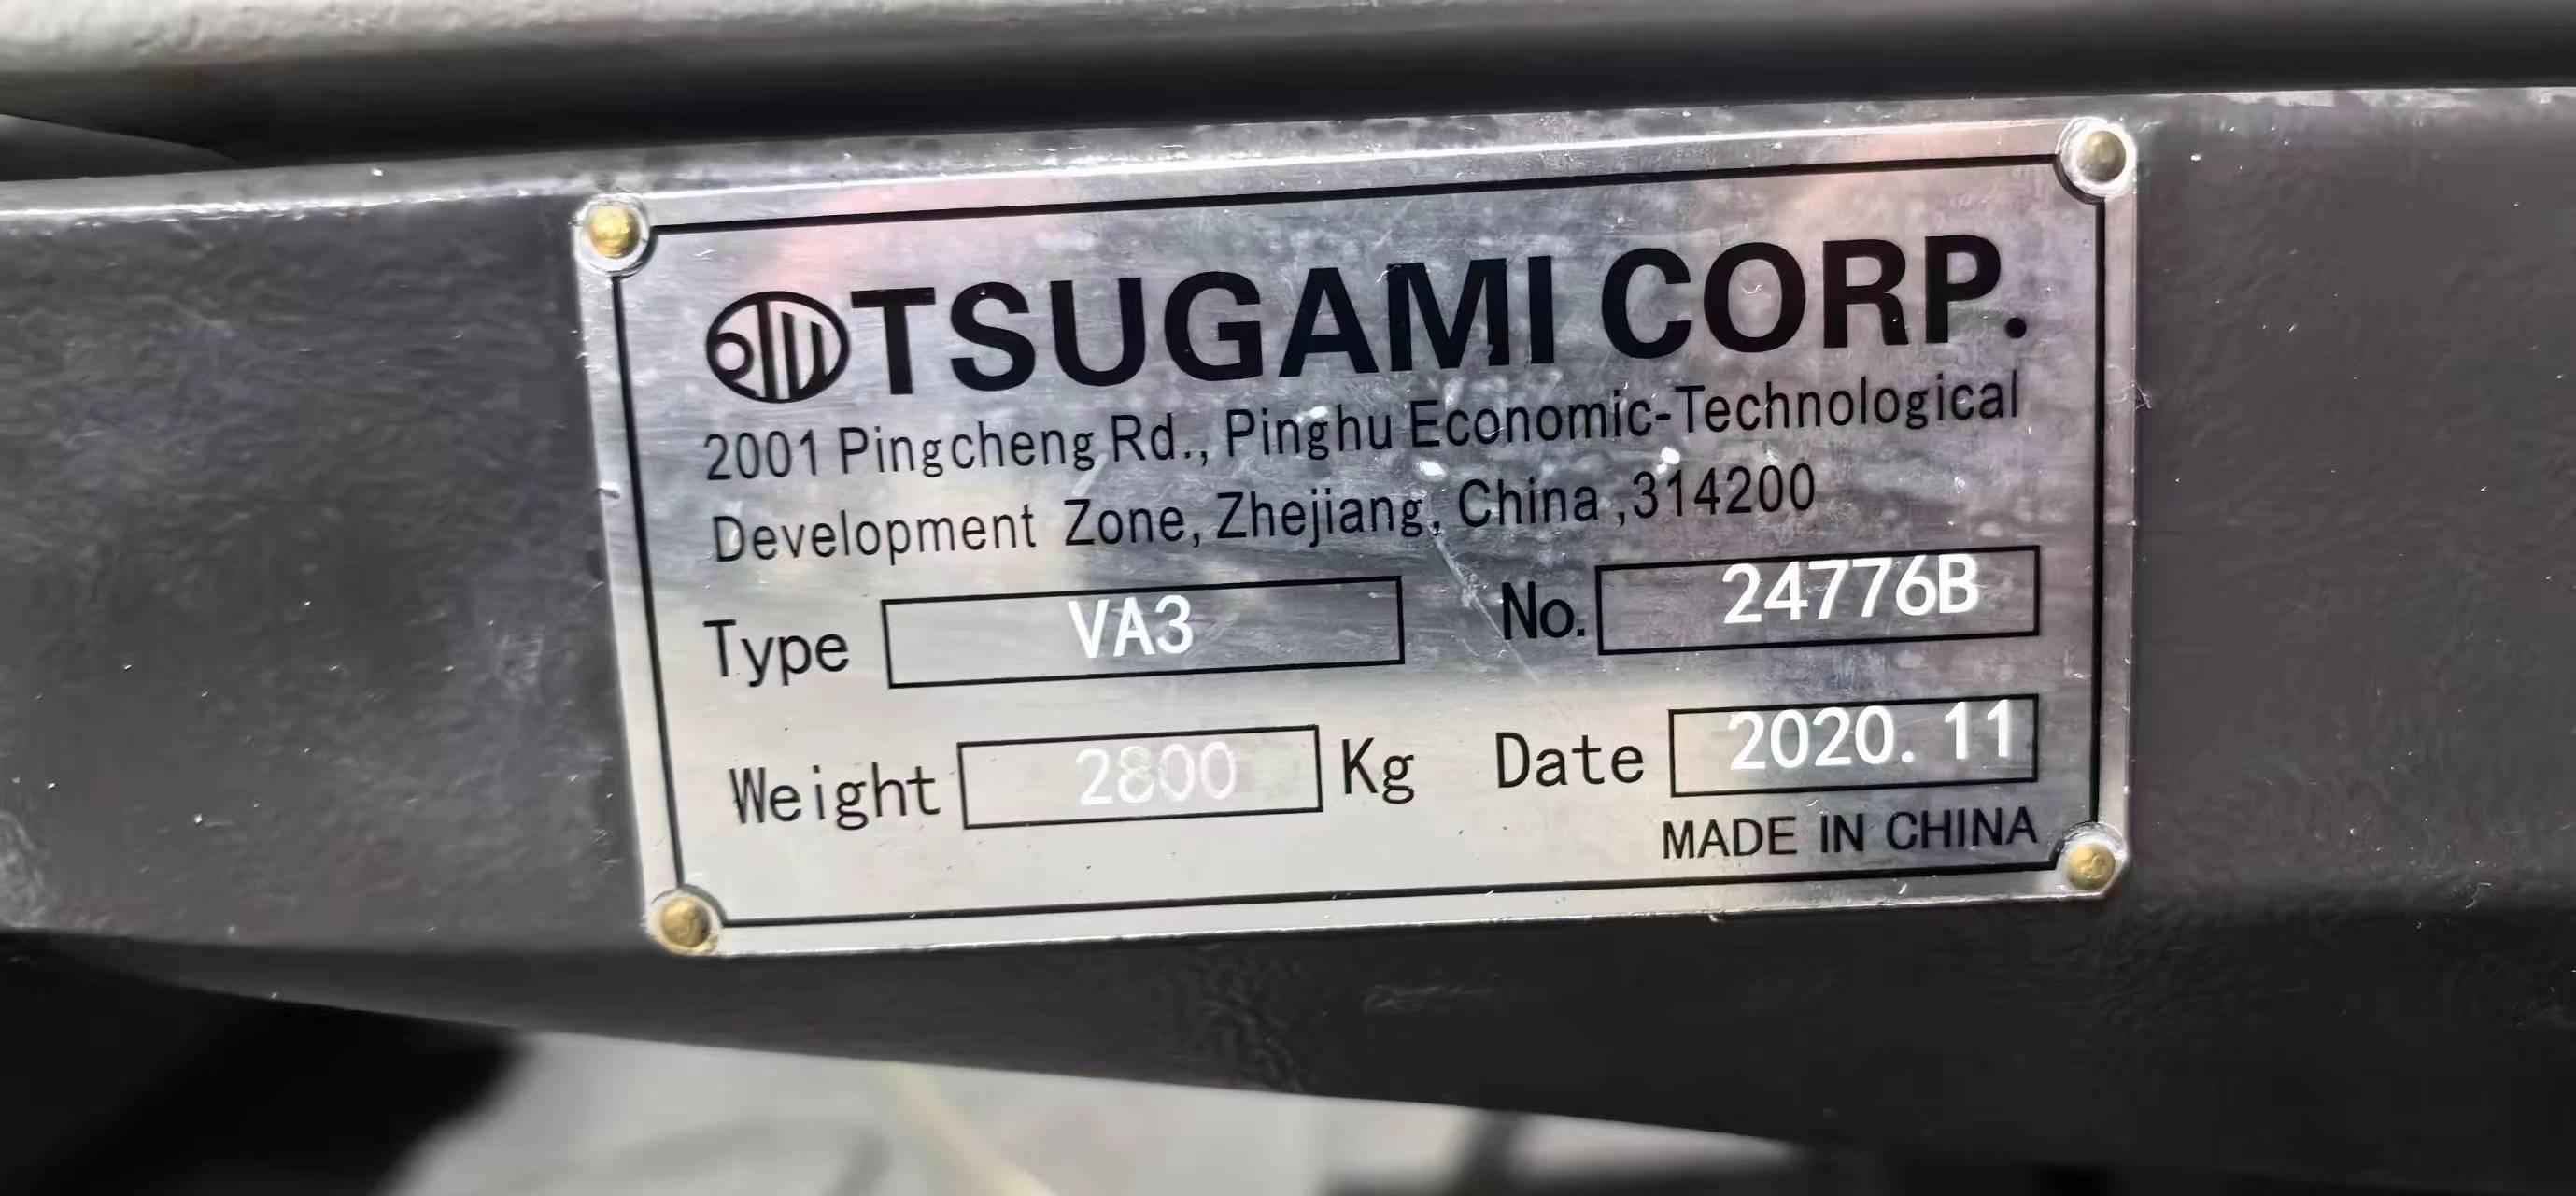 TSUGAMI CORP.
2001 Pingcheng Rd., Pinghu Economic-Technological
Development Zone, Zhejiang, China ,314200
Type VA3 No. 24776B
Weight 2800 Kg Date 2020.11
MADE IN CHINA